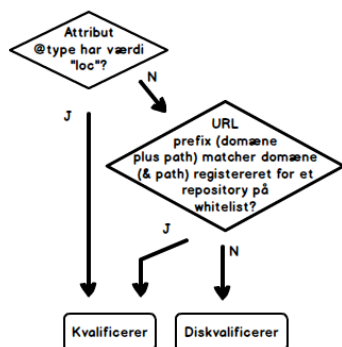 Attribut
@type har værdi
"loc"?
N
J
URL
prefix (domæne
plus path) matcher domæne
(& path) registereret for et
repository på
whitelist?
J
N
Kvalificerer
Diskvalificerer